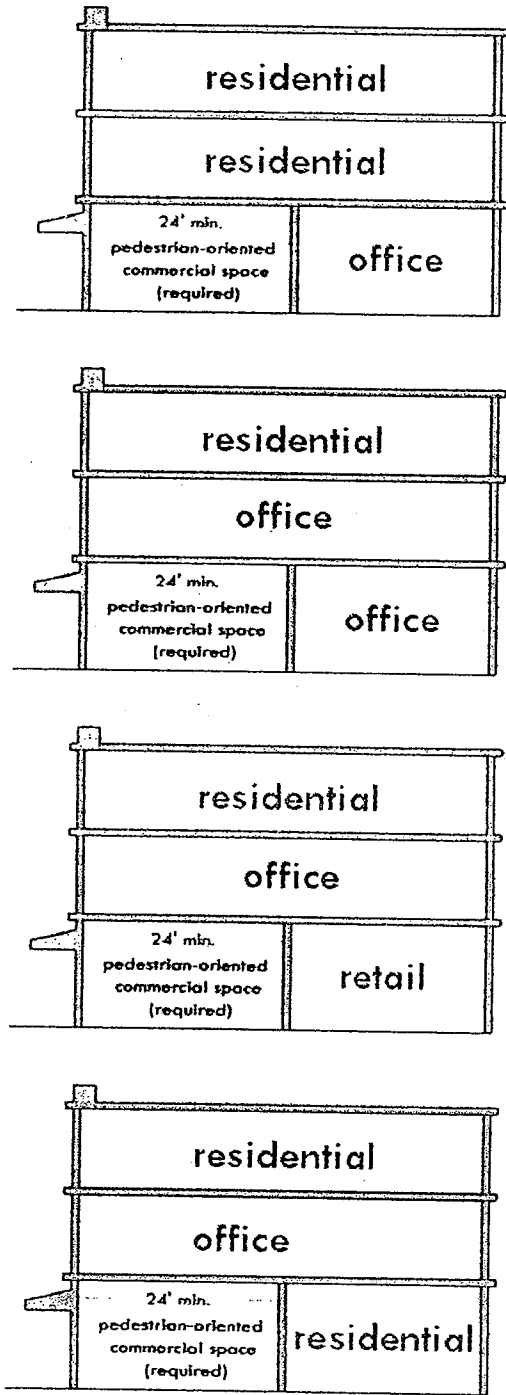 residential
residential
24' min.
pedestrian-oriented
commercial space
(required)
office
residential
office
24' min.
pedestrian-oriented
commercial space
(required)
office
residential
office
24' min.
pedestrian-oriented
commercial space
(required)
retail
residential
office
24' min.
pedestrian-oriented
commercial space
(required)
residential